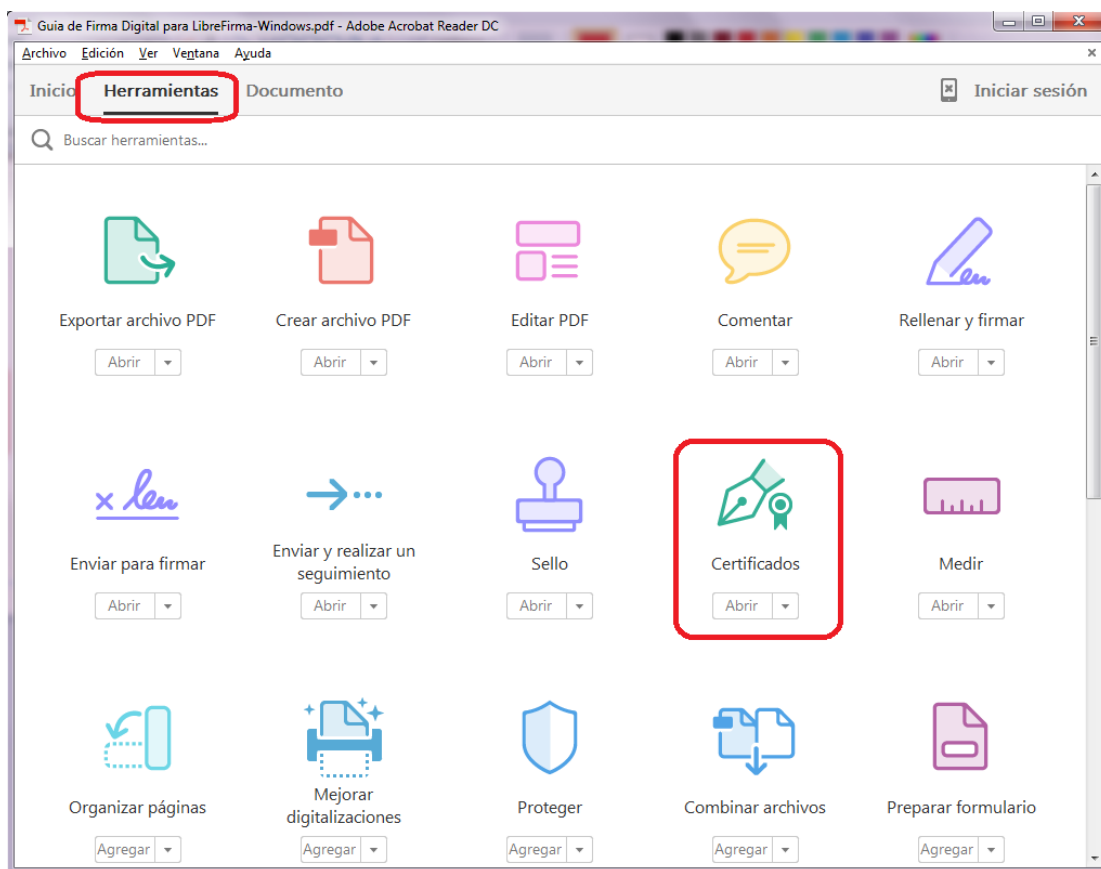 Guia de Firma Digital para LibreFirma-Windows.pdf - Adobe Acrobat Reader DC
Archivo Edición Ver Ventana Ayuda
Inicio Herramientas Documento Iniciar sesión
Buscar herramientas...
Exportar archivo PDF Crear archivo PDF Editar PDF Comentar Rellenar y firmar
Abrir Abrir Abrir Abrir Abrir
Enviar para firmar Enviar y realizar un seguimiento Sello Certificados Medir
Abrir Abrir Abrir Abrir Abrir
Organizar páginas Mejorar digitalizaciones Proteger Combinar archivos Preparar formulario
Agregar Agregar Agregar Agregar Agregar